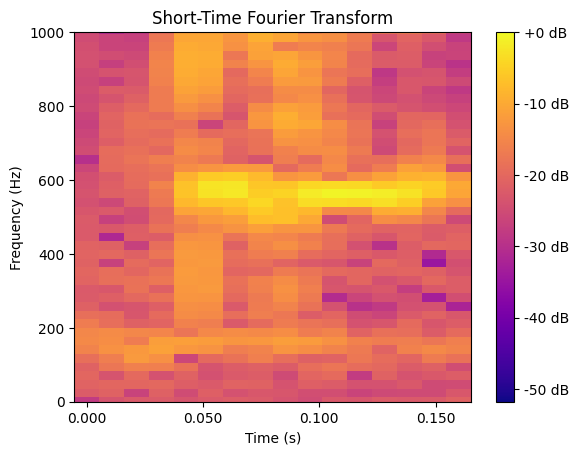 Short-Time Fourier Transform
1000
800
600
400
200
0
Frequency (Hz)
0.000
0.050
0.100
0.150
Time (s)
+0 dB
-10 dB
-20 dB
-30 dB
-40 dB
-50 dB